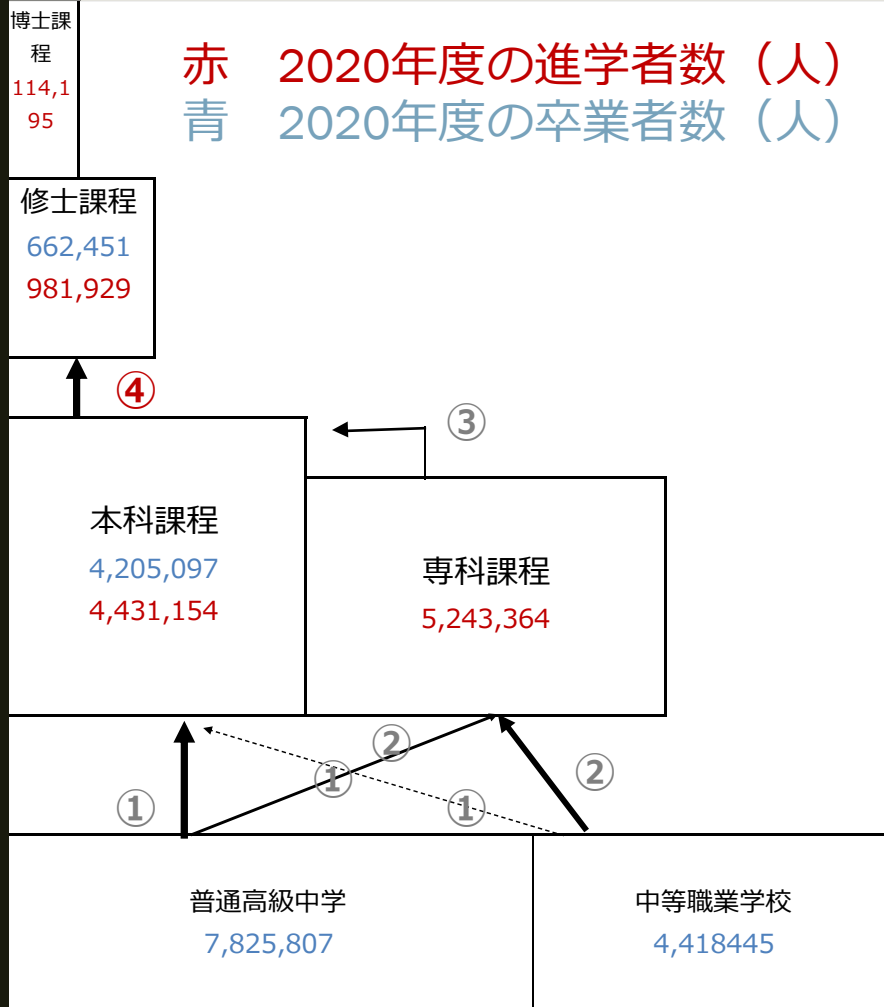 博士課
程
114,1
95
赤　2020年度の進学者数（人）
青　2020年度の卒業者数（人）
修士課程
662,451
981,929
④
③
本科課程
4,205,097
4,431,154
専科課程
5,243,364
②
①
②
①
①
普通高級中学
7,825,807
中等職業学校
4,418445